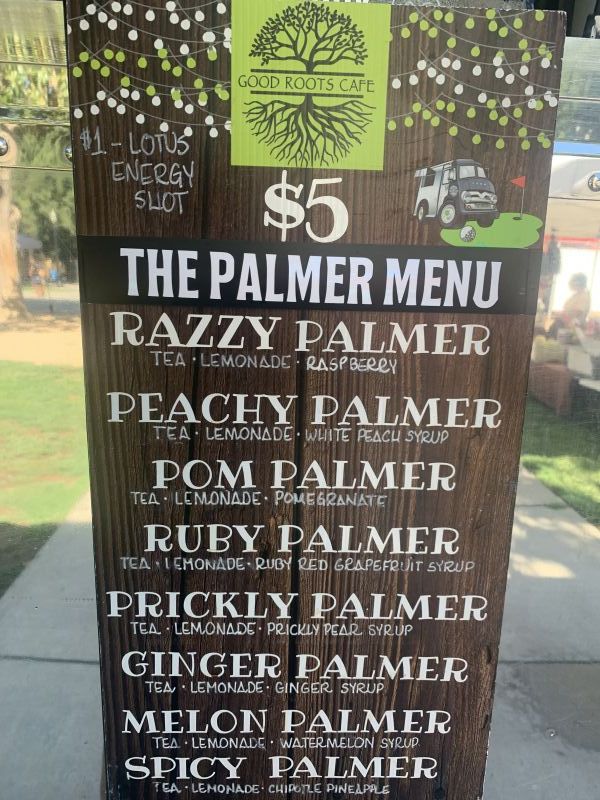 GOOD ROOTS CAFE
$1 - LOTUS
ENERGY
SHOT
$5
THE PALMER MENU
RAZZY PALMER
TEA · LEMONADE · RASPBERRY
PEACHY PALMER
TEA · LEMONADE · WHITE PEACH SYRUP
POM PALMER
TEA · LEMONADE · POMEGRANATE
RUBY PALMER
TEA · LEMONADE · RUBY RED GRAPEFRUIT SYRUP
PRICKLY PALMER
TEA · LEMONADE · PRICKLY PEAR SYRUP
GINGER PALMER
TEA · LEMONADE · GINGER SYRUP
MELON PALMER
TEA · LEMONADE · WATERMELON SYRUP
SPICY PALMER
TEA · LEMONADE · CHIPOTLE PINEAPPLE